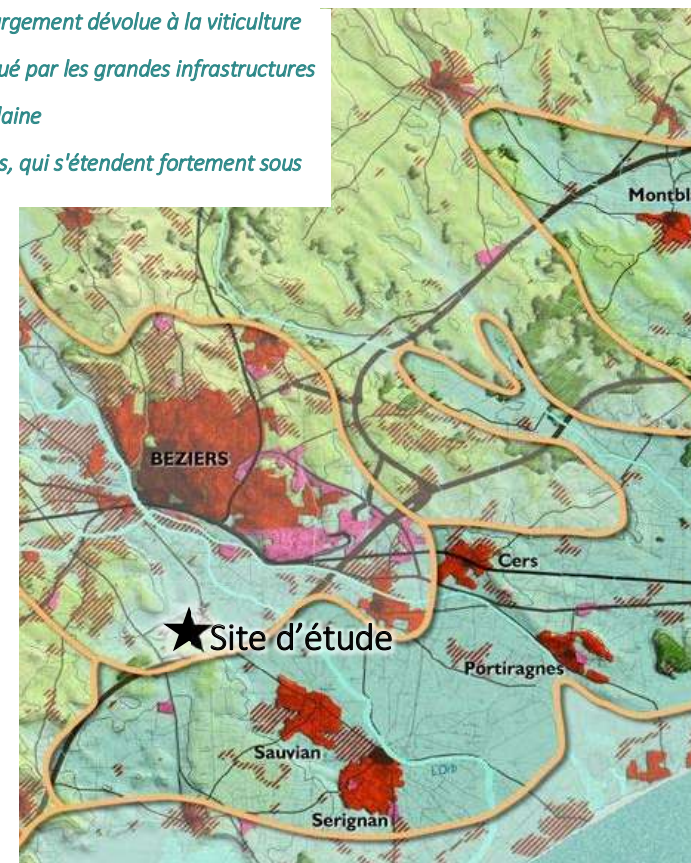 rgement dévolue à la viticulture
ué par les grandes infrastructures
laine
s, qui s'étendent fortement sous
Montbl
BEZIERS
Cers
Site d'étude
Portiragnes
Sauvian
L'Orb
Serignan